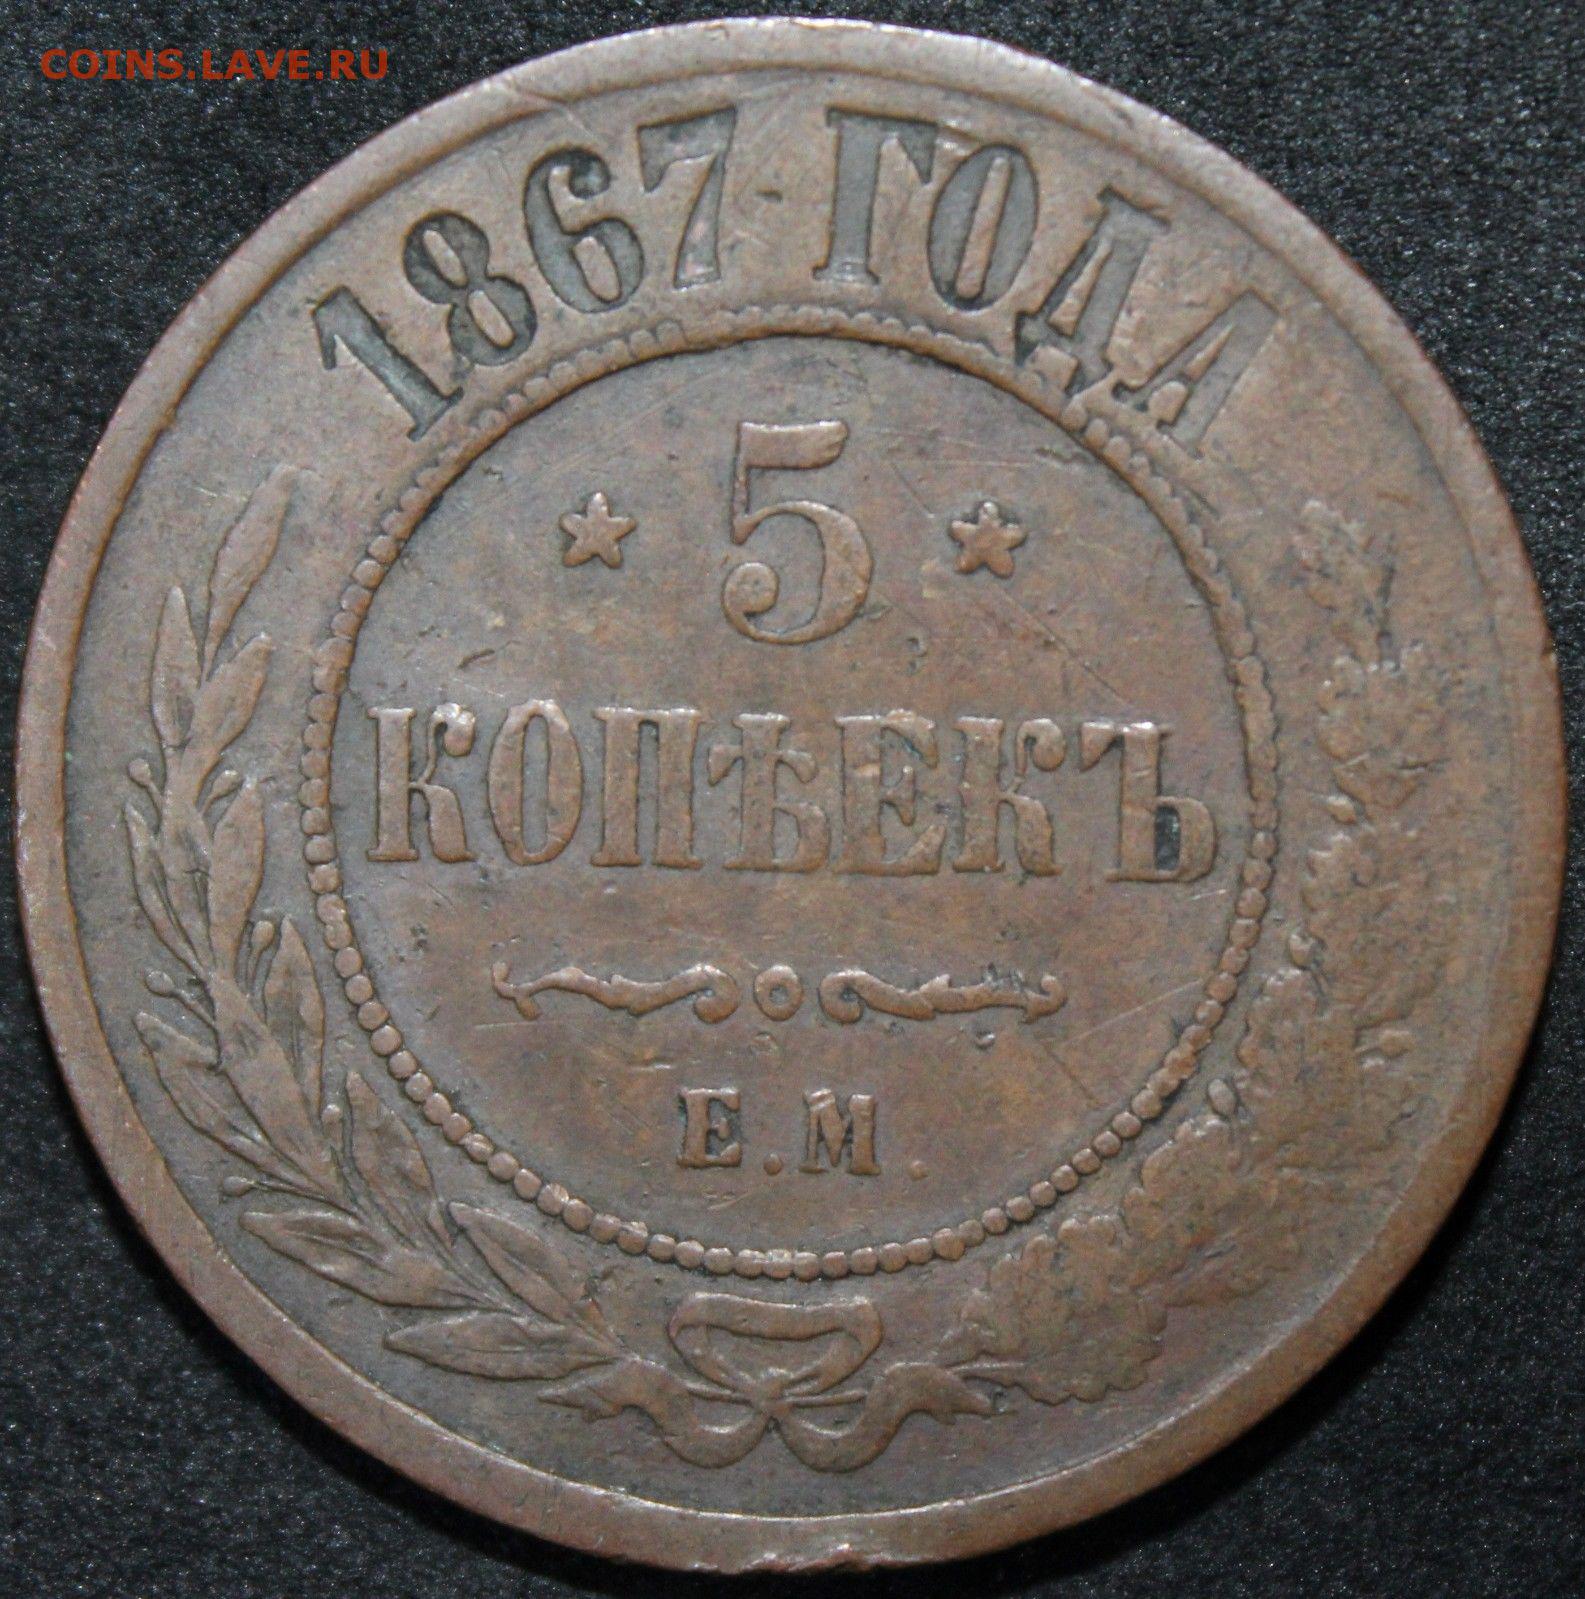 COINS.LAVE.RU
1867 ГОДА
5
КОПѢЕКЪ
Е.М.